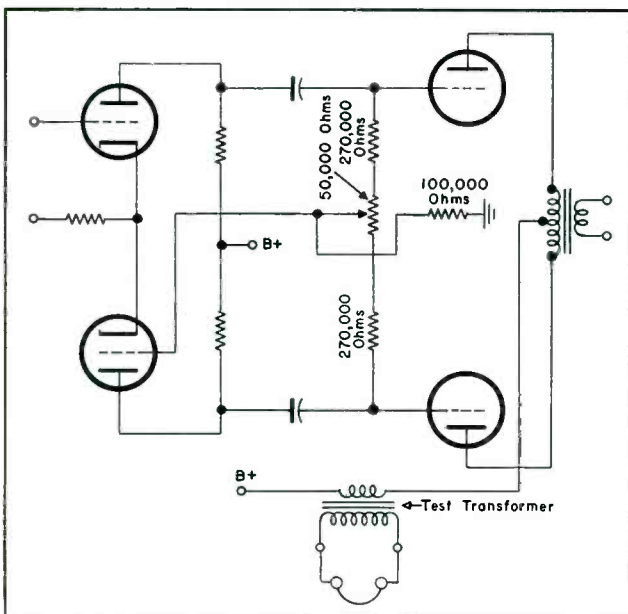 50,000 Ohms
270,000
Ohms
100,000
Ohms
B+
270,000
Ohms
B+
Test Transformer